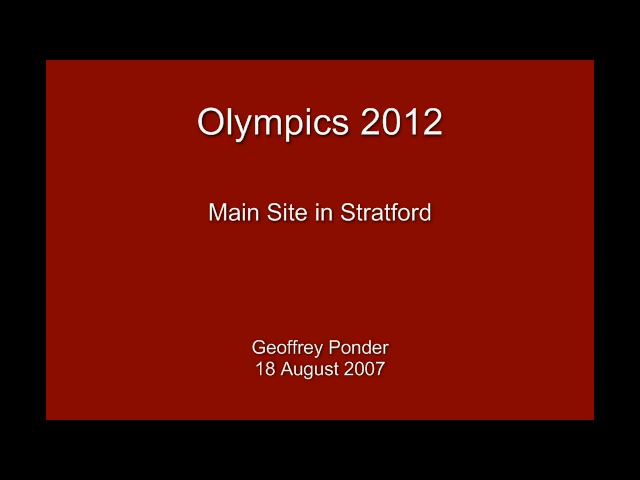 Olympics 2012
Main Site in Stratford
Geoffrey Ponder
18 August 2007